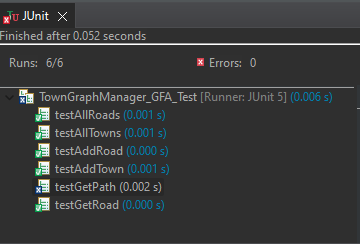 JUnit
Finished after 0.052 seconds
Runs: 6/6 Errors: 0
TownGraphManager_GFA_Test [Runner: JUnit 5] (0.006 s)
testAllRoads (0.001 s)
testAllTowns (0.001 s)
testAddRoad (0.000 s)
testAddTown (0.001 s)
testGetPath (0.002 s)
testGetRoad (0.000 s)